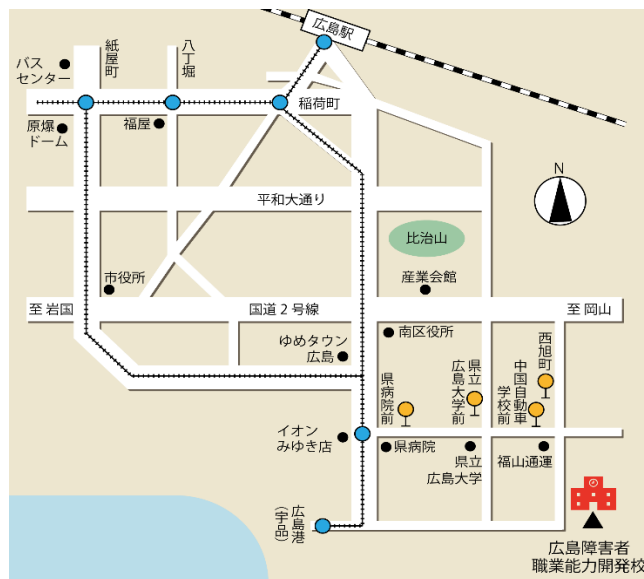 広島駅
紙屋町
八丁堀
バス
センター
原爆
ドーム
福屋
稲荷町
N
平和大通り
比治山
市役所
産業会館
至 岩国
国道2号線
至 岡山
ゆめタウン
広島
南区役所
西旭町
中国自動車
学校前
県立
広島大学前
県病院
前
イオン
みゆき店
県病院
県立
広島大学
福山通運
広島港
(宇品)
広島障害者
職業能力開発校